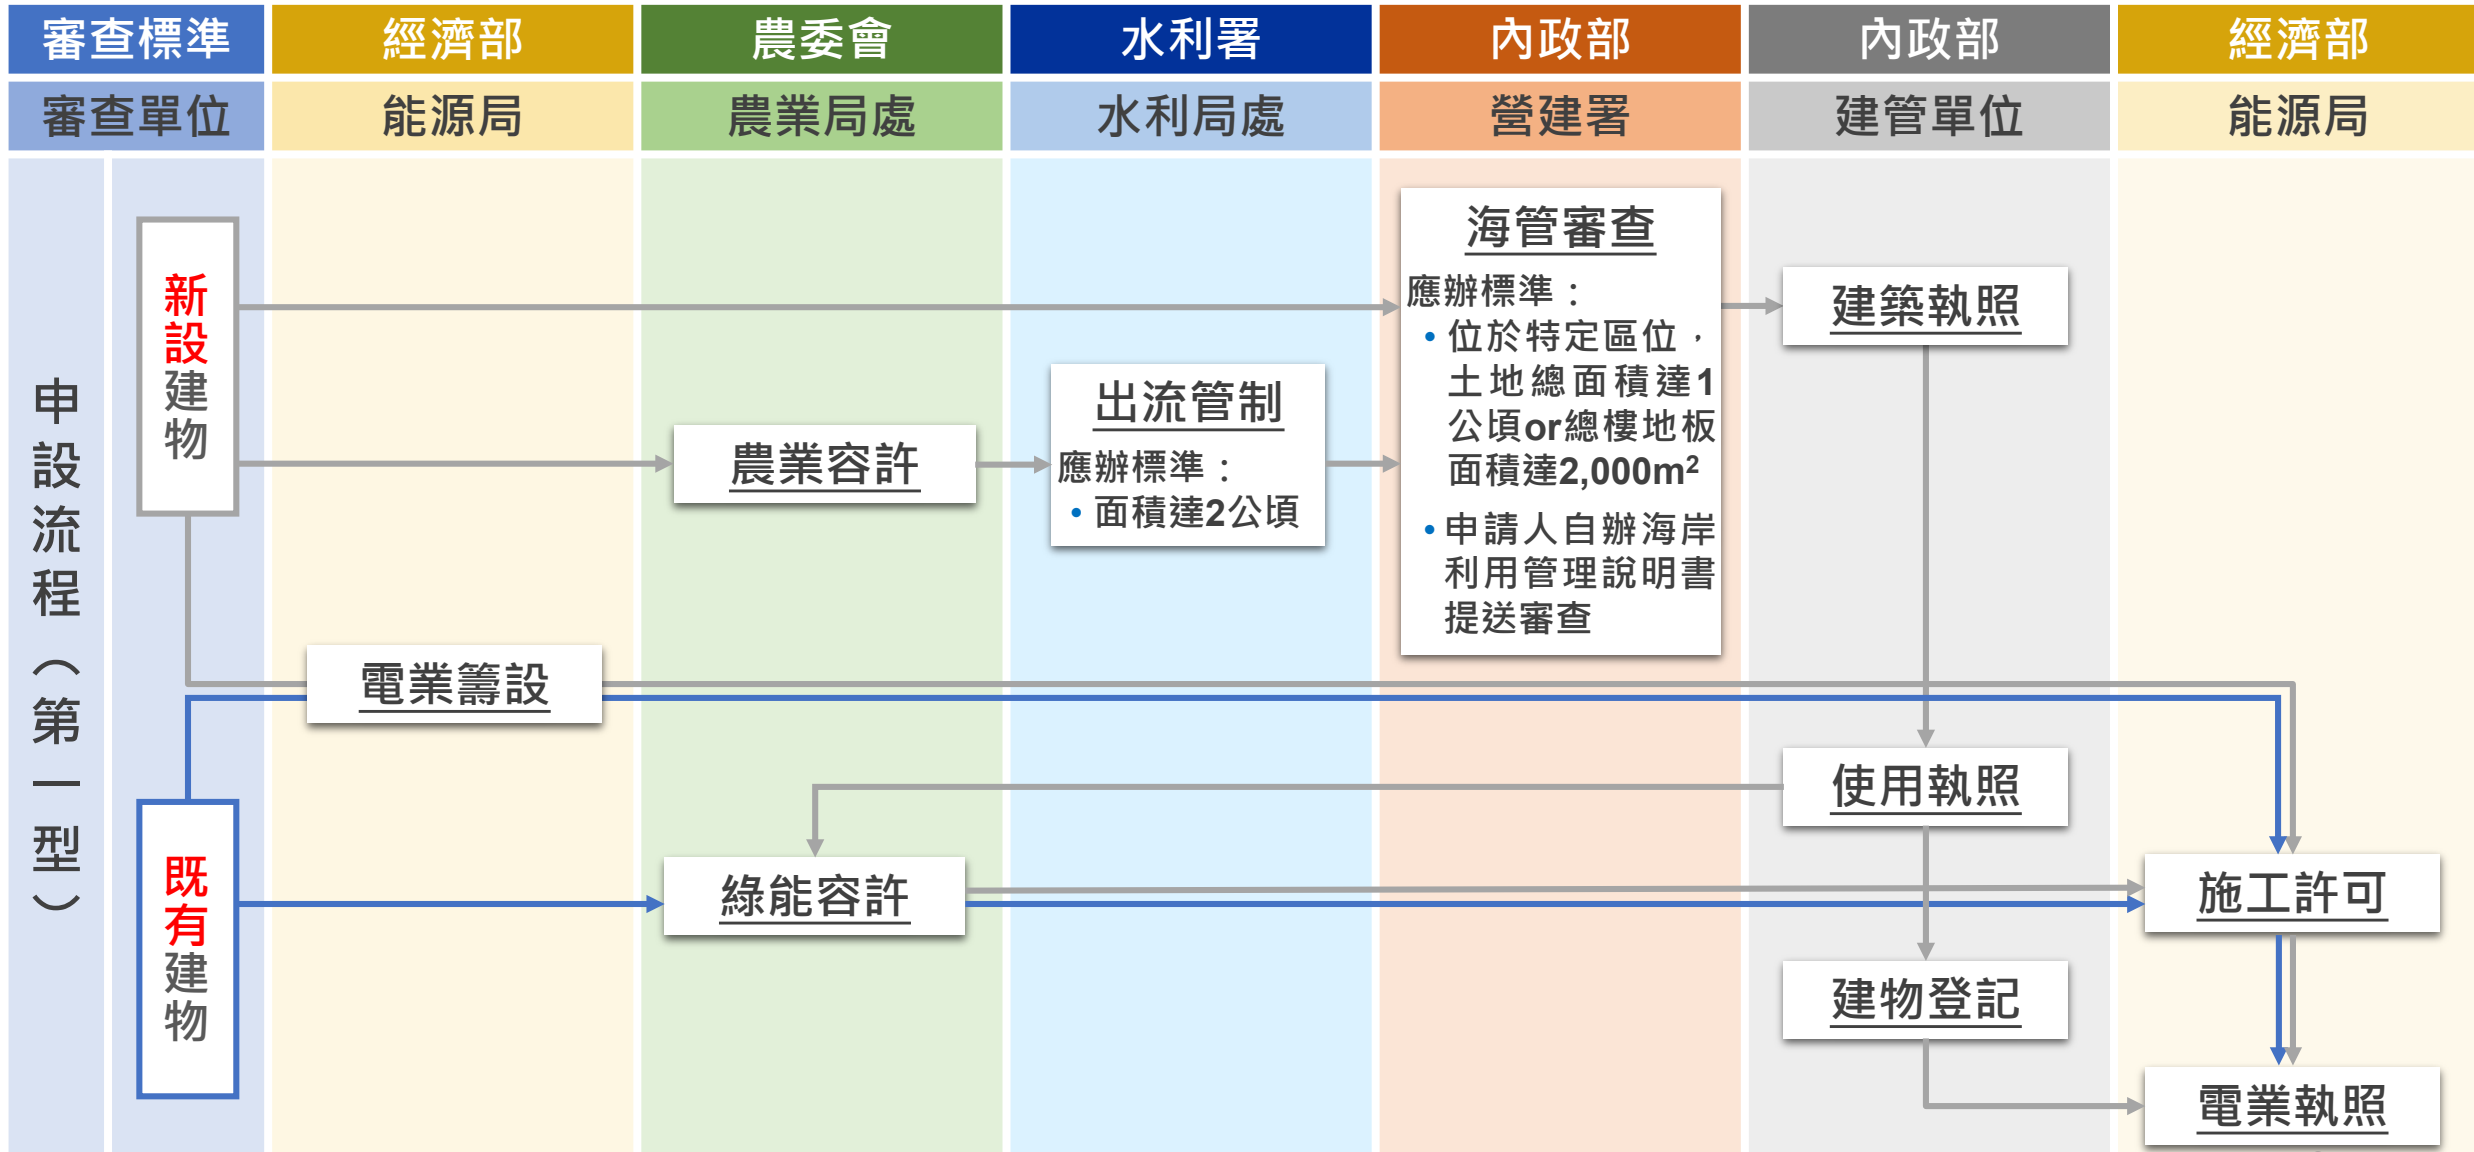 審查標準 經濟部 農委會 水利署 內政部 內政部 經濟部
審查單位 能源局 農業局處 水利局處 營建署 建管單位 能源局
申設流程（第一型）
新設建物
海管審查
應辦標準：
• 位於特定區位，
土地總面積達1
公頃or總樓地板
面積達2,000m²
• 申請人自辦海岸
利用管理說明書
提送審查
建築執照
出流管制
應辦標準：
• 面積達2公頃
農業容許
電業籌設
使用執照
既有建物
綠能容許
施工許可
建物登記
電業執照